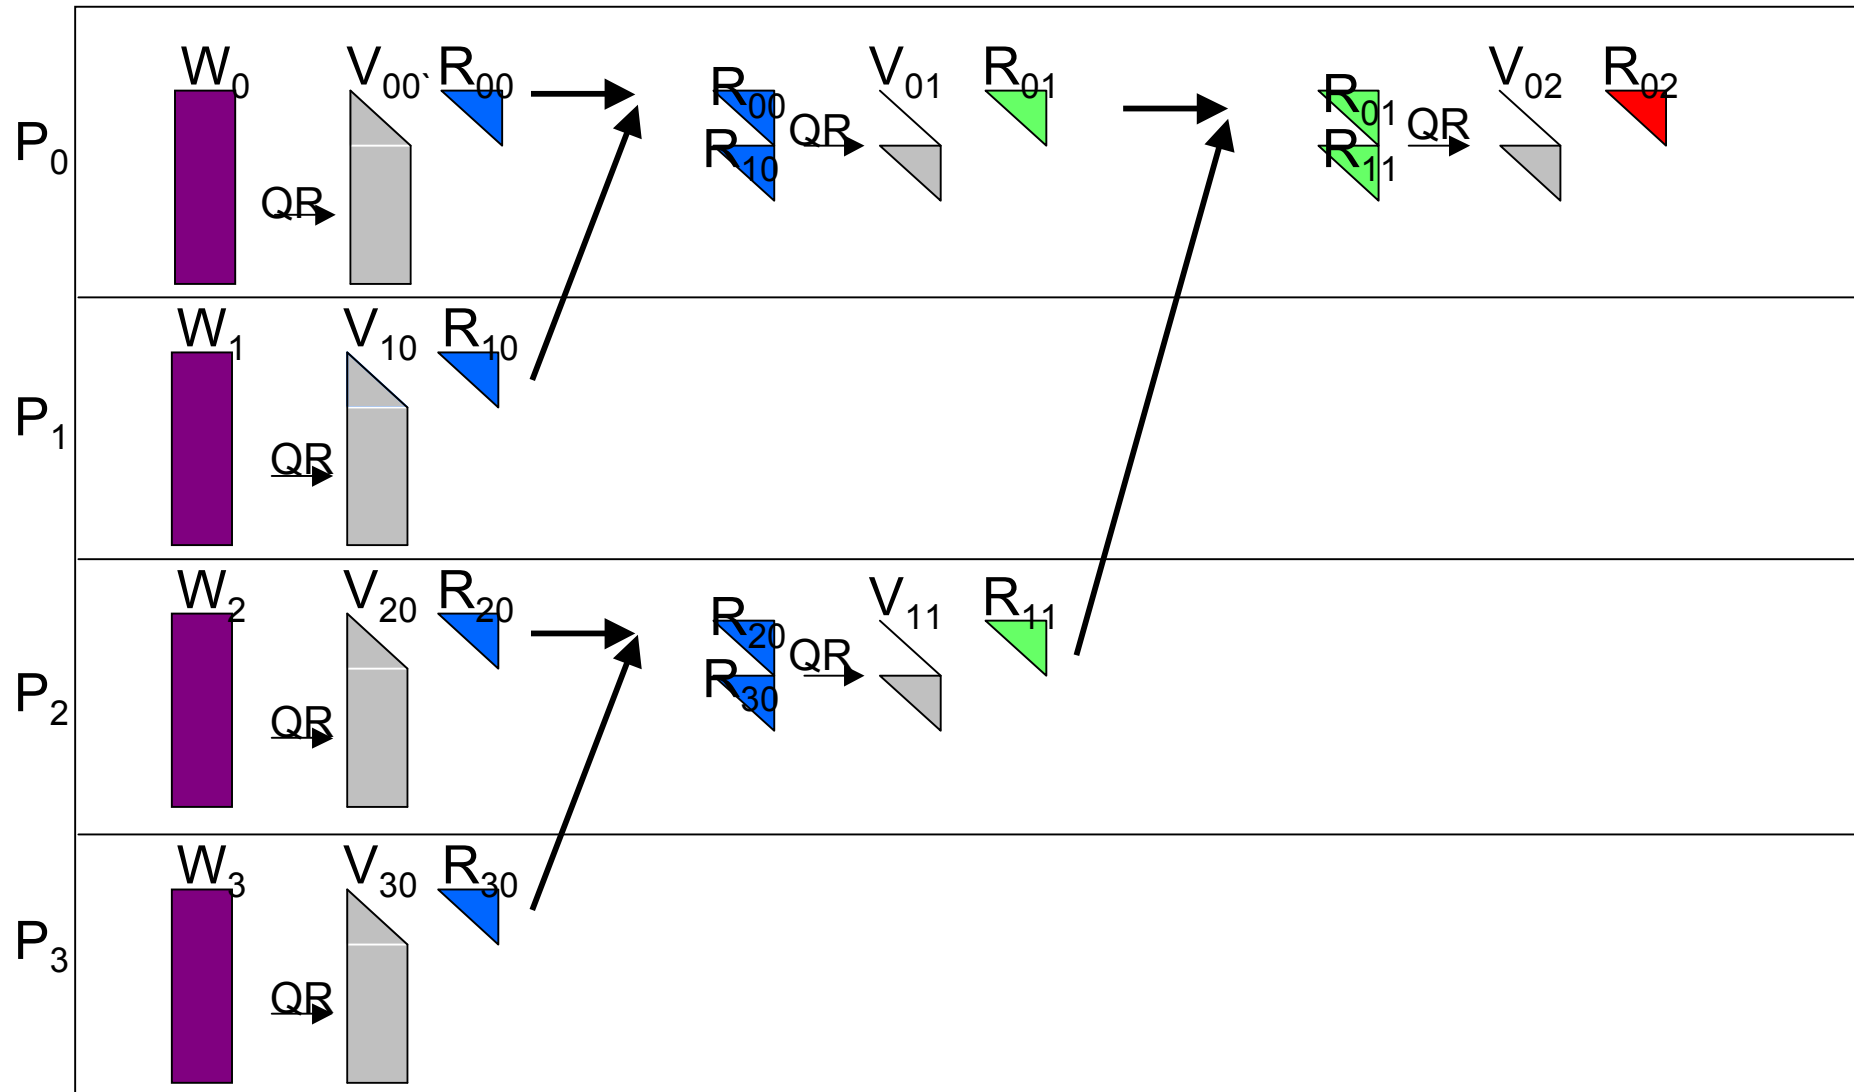 P0
W0 V00` R00
QR
R00 V01 R01
R10 QR
R01 V02 R02
R11 QR
P1
W1 V10 R10
QR
P2
W2 V20 R20
QR
R20 V11 R11
R30 QR
P3
W3 V30 R30
QR